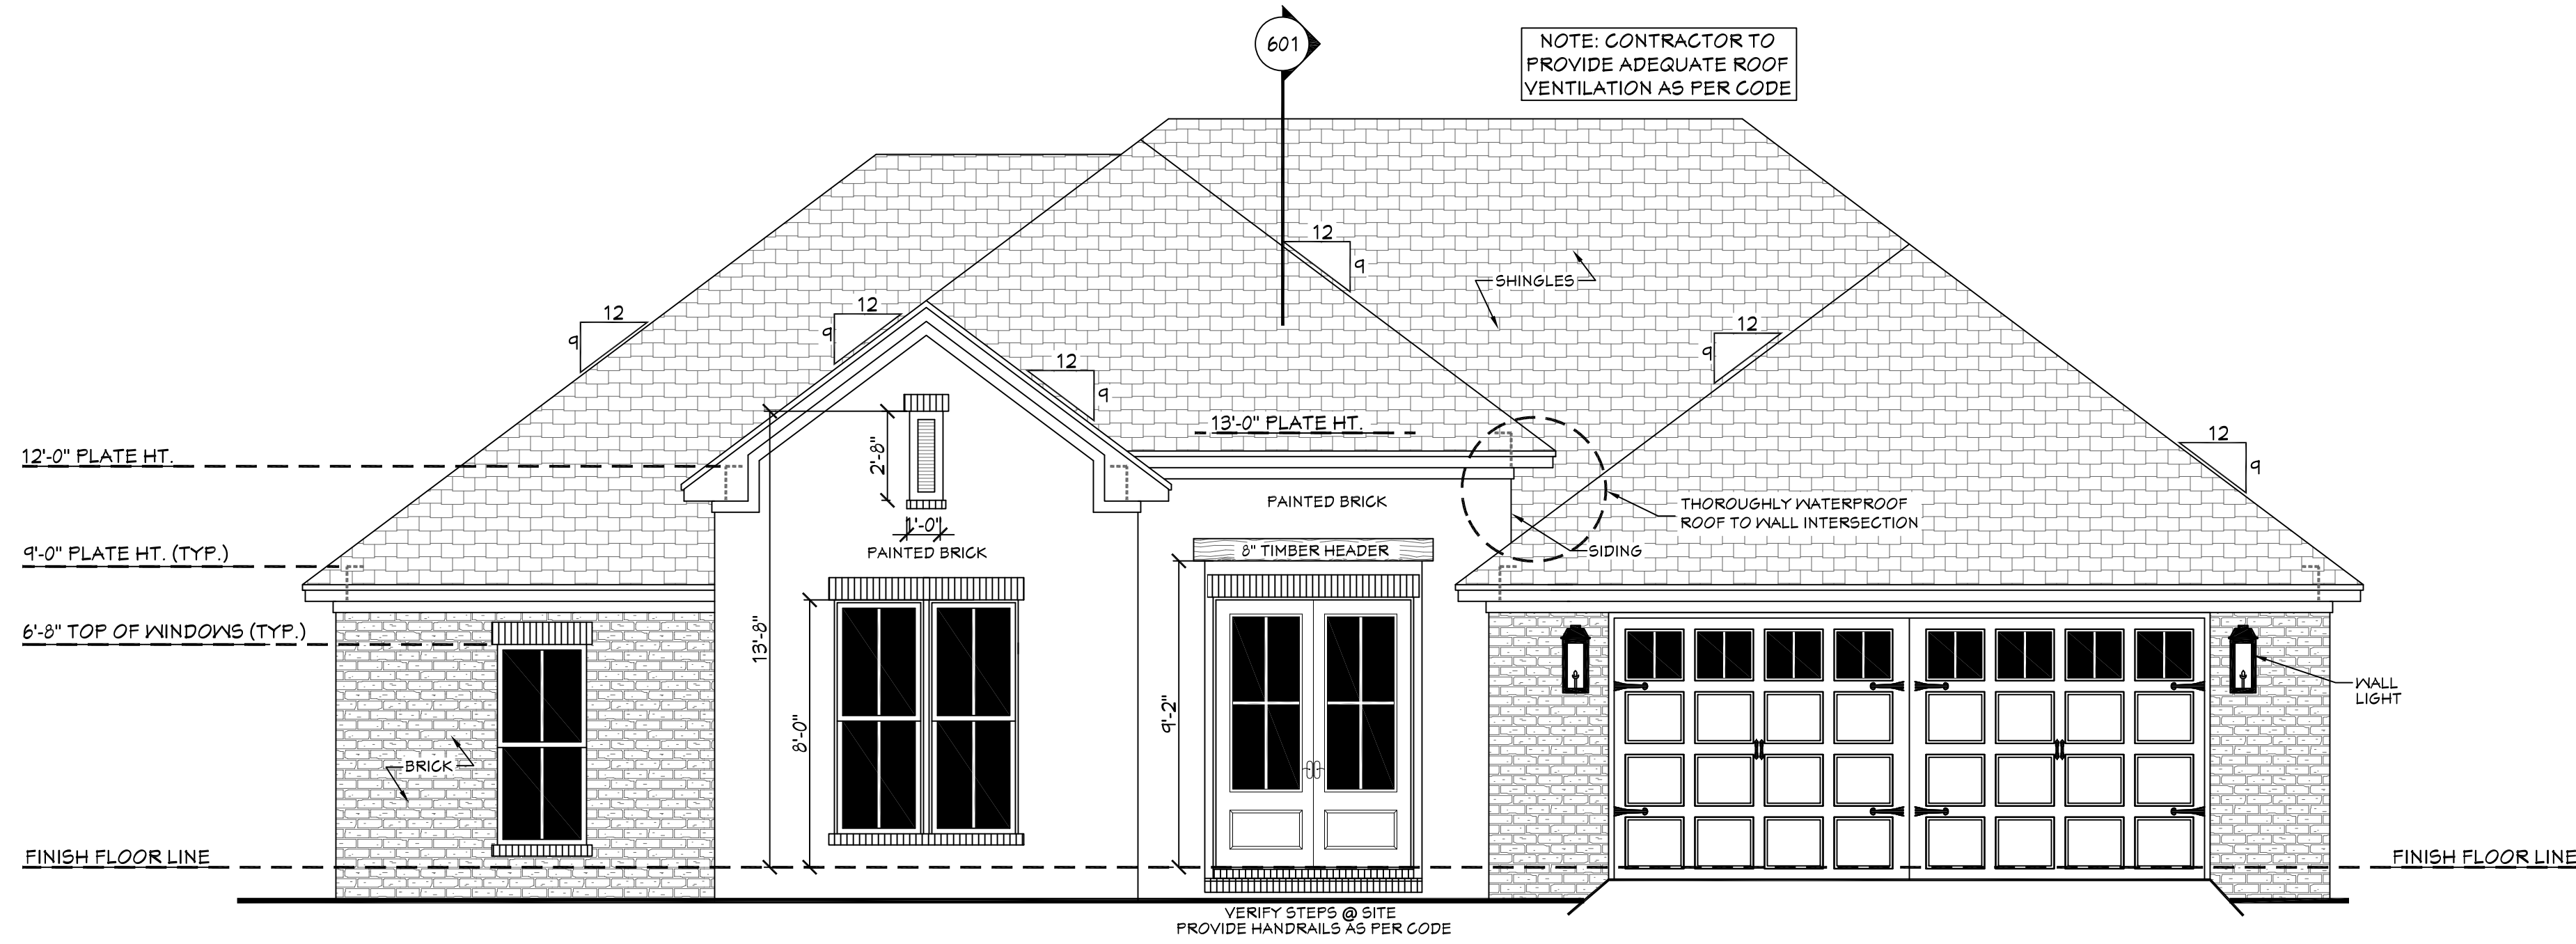 601
NOTE: CONTRACTOR TO
PROVIDE ADEQUATE ROOF
VENTILATION AS PER CODE
12
9
SHINGLES
12
9
12
9
12
9
12
9
12
9
13'-0" PLATE HT.
12'-0" PLATE HT.
2'-8"
PAINTED BRICK
THOROUGHLY WATERPROOF
ROOF TO WALL INTERSECTION
1'-0"
PAINTED BRICK
8" TIMBER HEADER
SIDING
9'-0" PLATE HT. (TYP.)
6'-8" TOP OF WINDOWS (TYP.)
13'-8"
8'-0"
9'-2"
WALL
LIGHT
BRICK
FINISH FLOOR LINE
FINISH FLOOR LINE
VERIFY STEPS @ SITE
PROVIDE HANDRAILS AS PER CODE